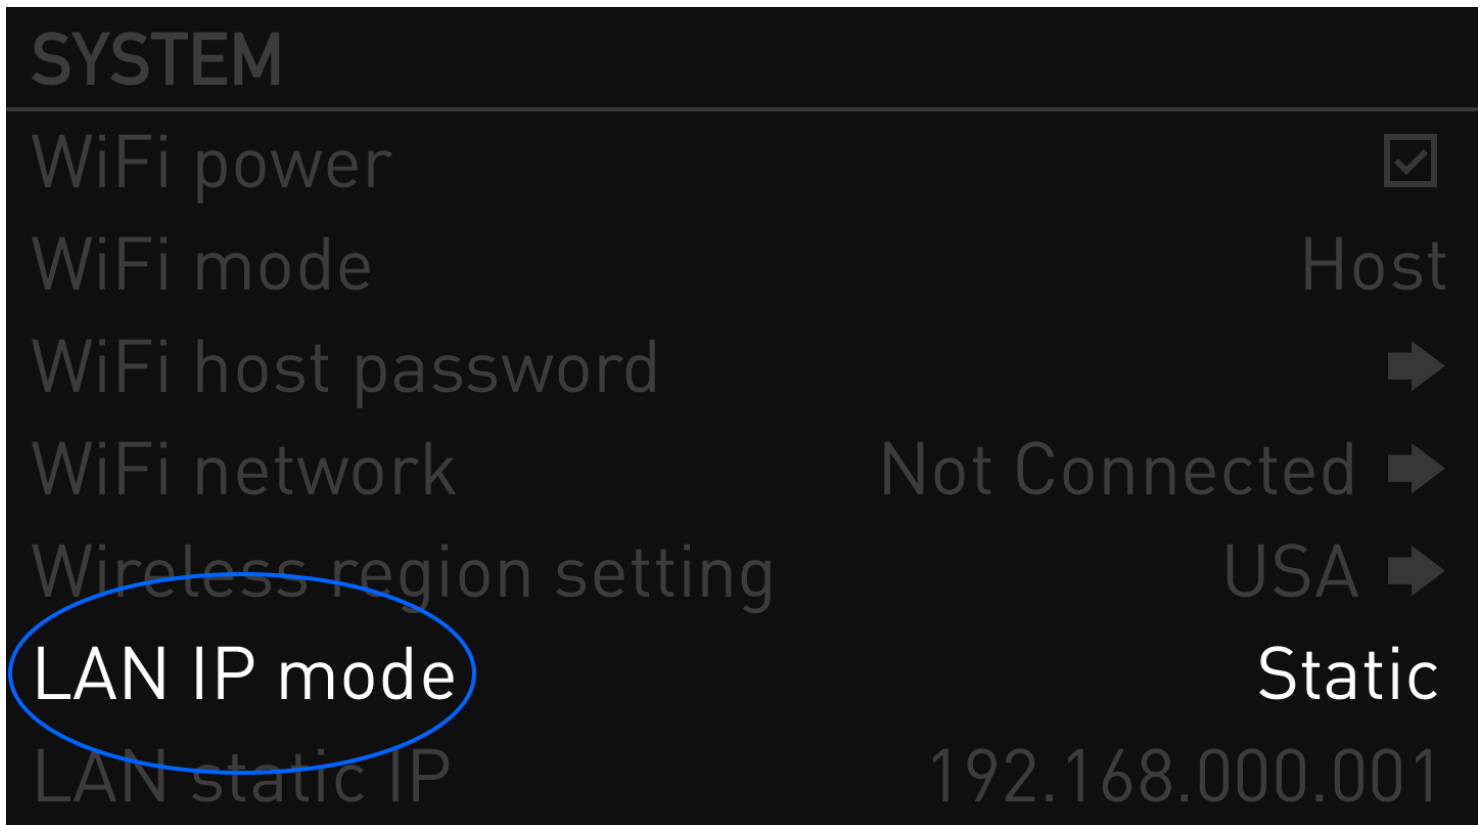 SYSTEM
WiFi power
WiFi mode Host
WiFi host password
WiFi network Not Connected
Wireless region setting USA
LAN IP mode Static
LAN static IP 192.168.000.001